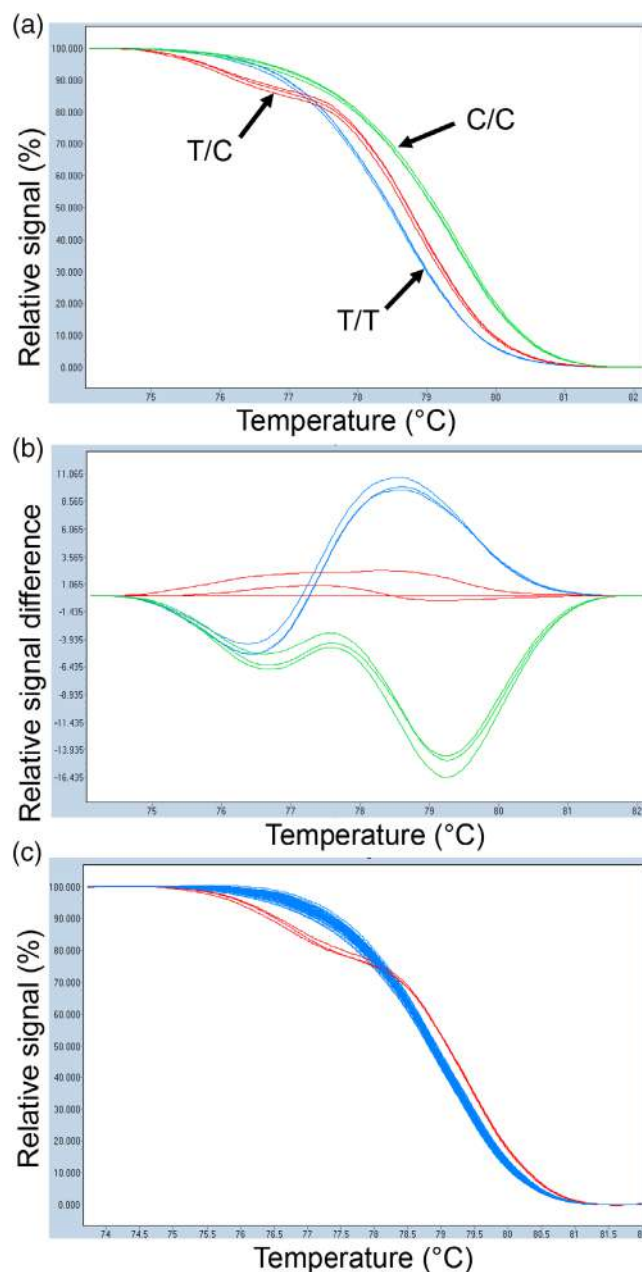 (a)
Relative signal (%)
100.000
90.000
80.000
70.000
60.000
50.000
40.000
30.000
20.000
10.000
0.000
T/C
C/C
T/T
75 76 77 78 79 80 81 82
Temperature (°C)
(b)
Relative signal difference
11.065
8.565
6.065
3.565
1.065
-1.435
-3.935
-6.435
-8.935
-11.435
-13.935
-16.435
75 76 77 78 79 80 81 82
Temperature (°C)
(c)
Relative signal (%)
100.000
90.000
80.000
70.000
60.000
50.000
40.000
30.000
20.000
10.000
0.000
74 74.5 75 75.5 76 76.5 77 77.5 78 78.5 79 79.5 80 80.5 81 81.5
Temperature (°C)